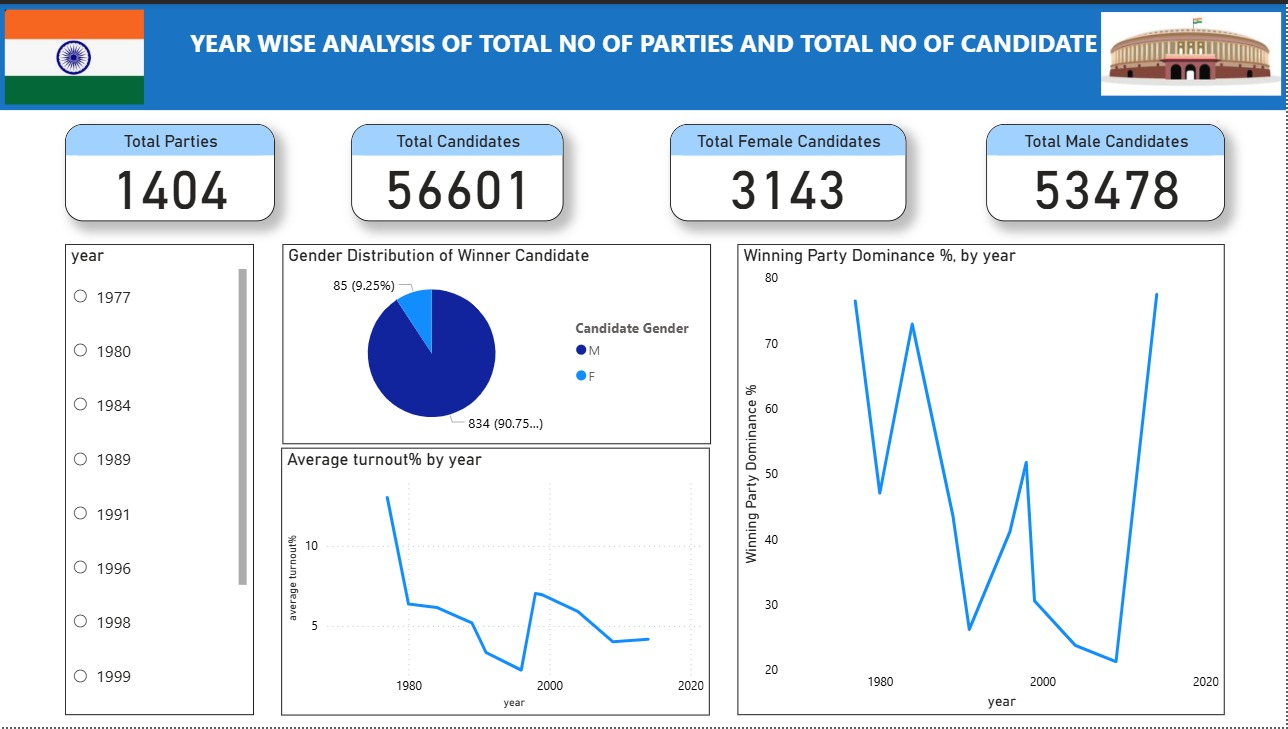 YEAR WISE ANALYSIS OF TOTAL NO OF PARTIES AND TOTAL NO OF CANDIDATE
Total Parties
1404
Total Candidates
56601
Total Female Candidates
3143
Total Male Candidates
53478
year
1977
1980
1984
1989
1991
1996
1998
1999
Gender Distribution of Winner Candidate
85 (9.25%)
834 (90.75...)
Candidate Gender
M
F
Average turnout% by year
average turnout%
10
5
1980
2000
2020
year
Winning Party Dominance %, by year
Winning Party Dominance %
80
70
60
50
40
30
20
1980
2000
2020
year